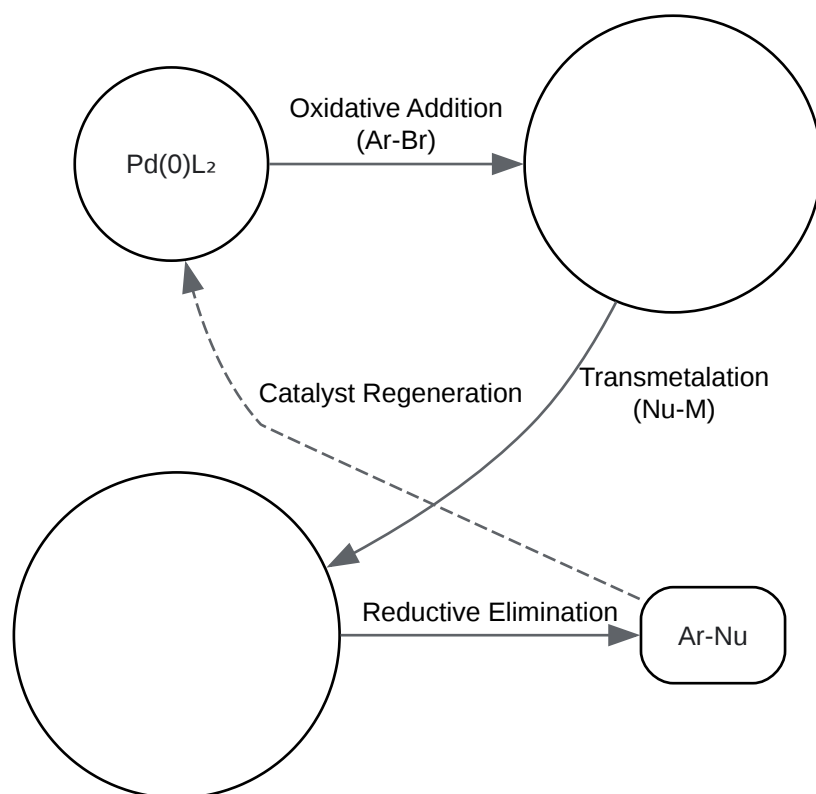 Oxidative Addition
(Ar-Br)
Pd(0)L₂
Catalyst Regeneration
Transmetalation
(Nu-M)
Reductive Elimination
Ar-Nu